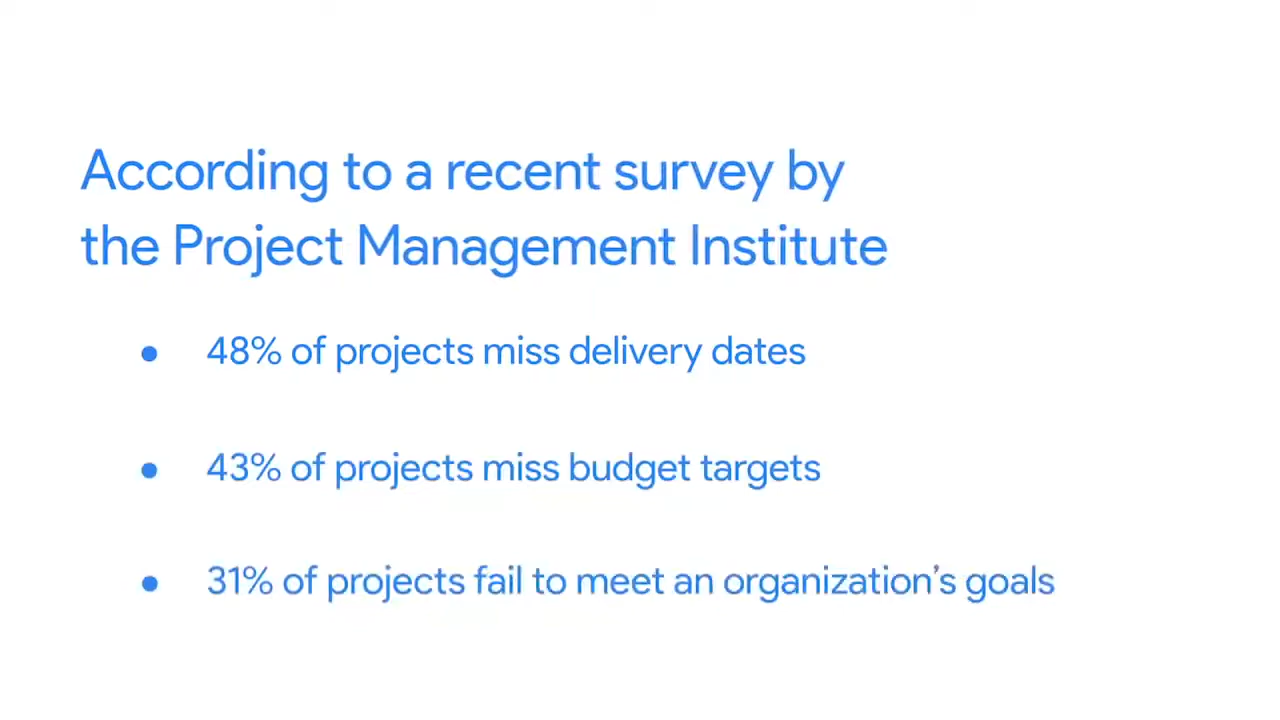 According to a recent survey by
the Project Management Institute
● 48% of projects miss delivery dates
● 43% of projects miss budget targets
● 31% of projects fail to meet an organization’s goals